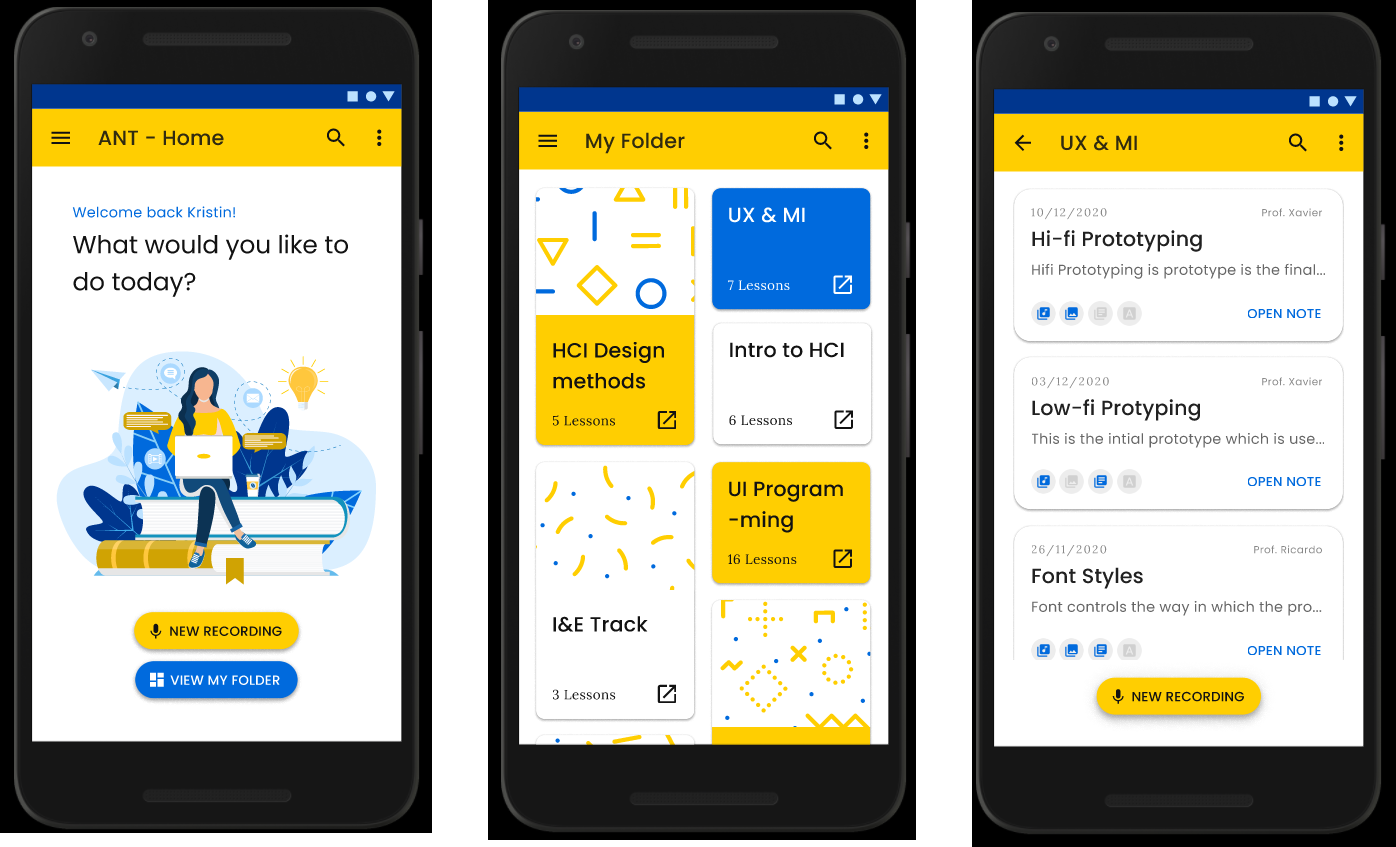 ANT - Home
Welcome back Kristin!
What would you like to
do today?
NEW RECORDING
VIEW MY FOLDER
My Folder
HCI Design
methods
5 Lessons
UX & MI
7 Lessons
Intro to HCI
6 Lessons
I&E Track
3 Lessons
UI Program
-ming
16 Lessons
UX & MI
10/12/2020 Prof. Xavier
Hi-fi Prototyping
Hifi Prototyping is prototype is the final...
A
OPEN NOTE
03/12/2020 Prof. Xavier
Low-fi Protyping
This is the intial prototype which is use...
A
OPEN NOTE
26/11/2020 Prof. Ricardo
Font Styles
Font controls the way in which the pro...
A
OPEN NOTE
NEW RECORDING